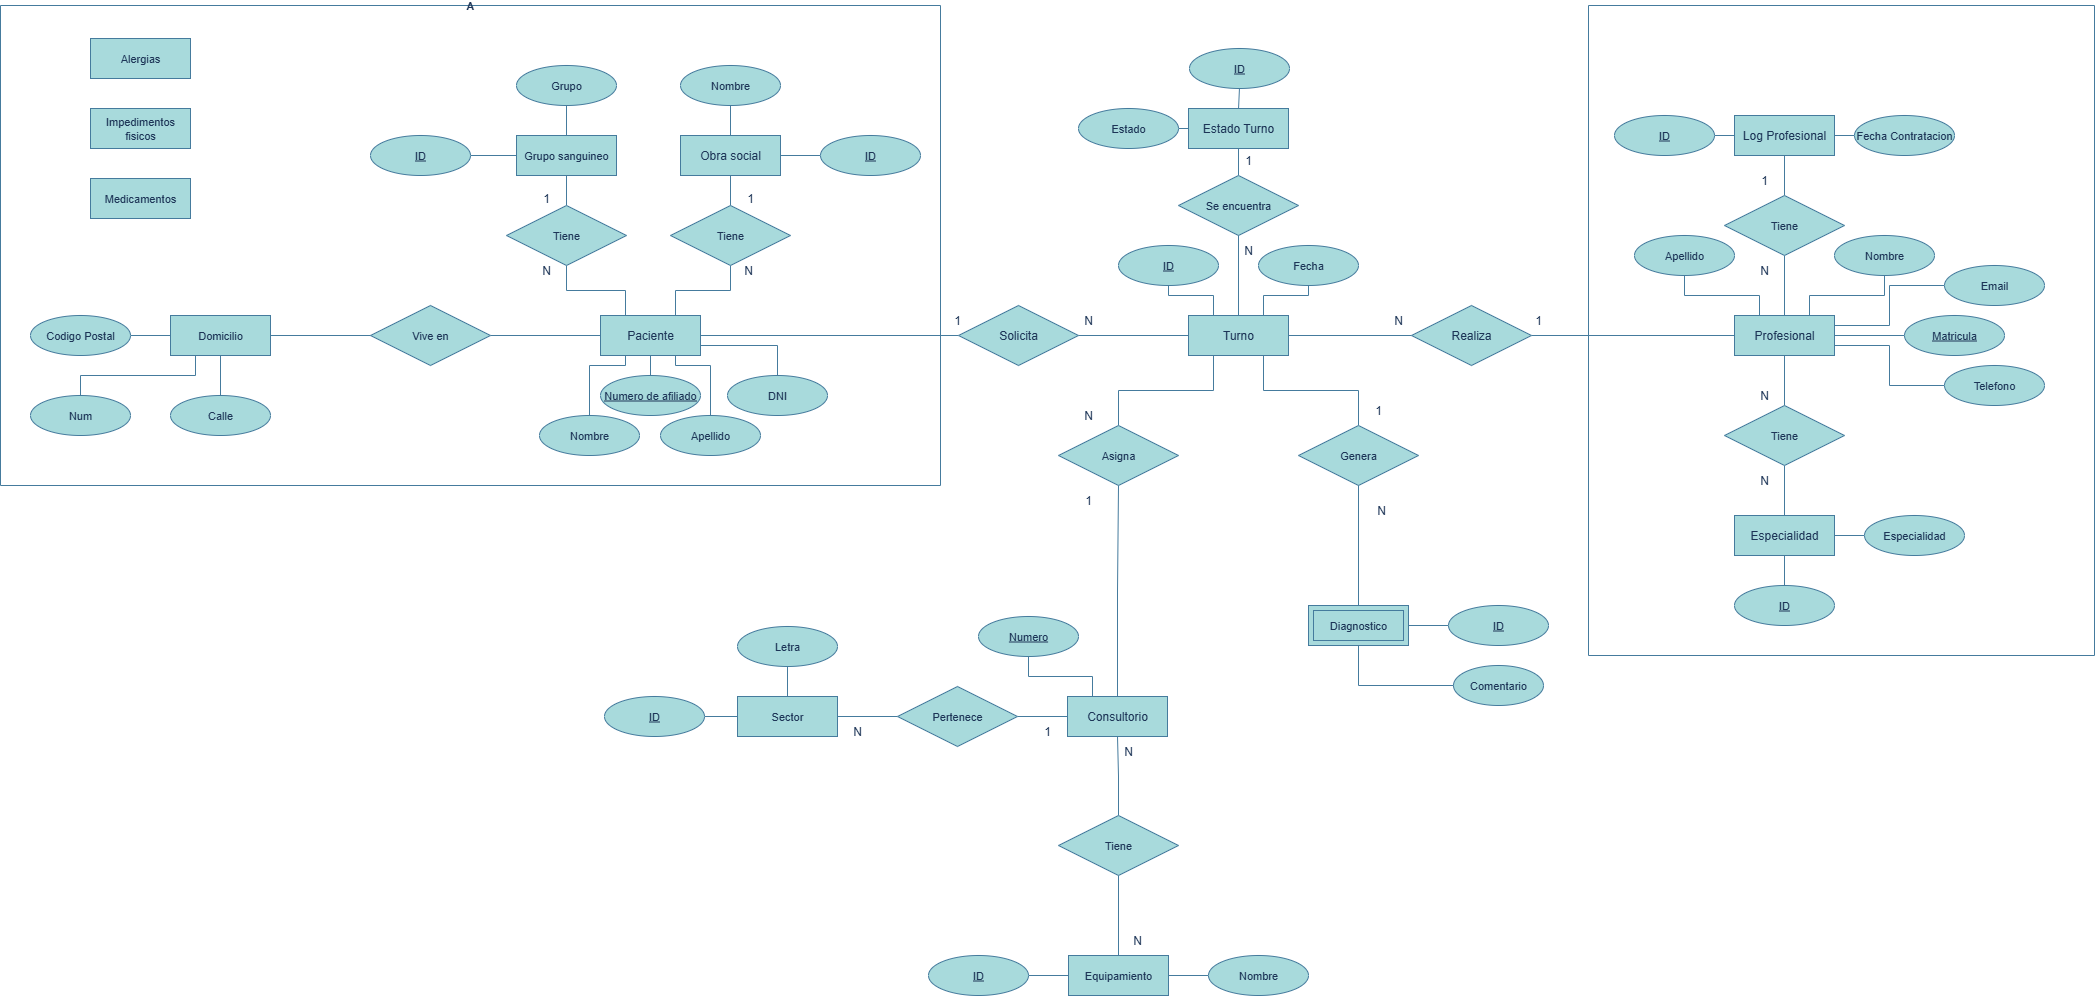 A
Alergias
Impedimentos
fisicos
Medicamentos
Grupo
Nombre
ID
Grupo sanguineo
Obra social
ID
1
1
Tiene
Tiene
N
N
Codigo Postal
Domicilio
Vive en
Paciente
Num
Calle
Numero de afiliado
DNI
Nombre
Apellido
1
Solicita
N
ID
Estado
Estado Turno
1
Se encuentra
N
ID
Fecha
Turno
N
Realiza
1
ID
Log Profesional
Fecha Contratacion
1
Tiene
Apellido
Nombre
N
Email
Profesional
Matricula
Telefono
N
Tiene
N
Especialidad
Especialidad
ID
N
1
Asigna
Genera
1
N
Diagnostico
ID
Comentario
Letra
Numero
ID
Sector
N
Pertenece
1
Consultorio
N
Tiene
N
ID
Equipamiento
Nombre